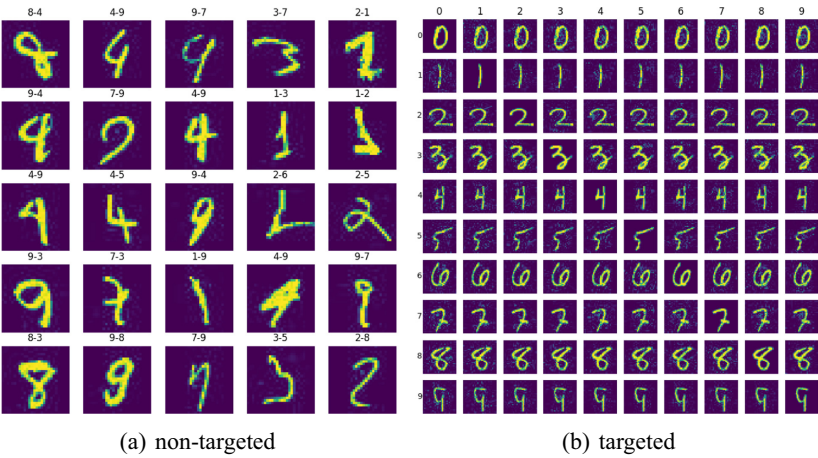 8-4 4-9 9-7 3-7 2-1
9-4 7-9 4-9 1-3 1-2
4-9 4-5 9-4 2-6 2-5
9-3 7-3 1-9 4-9 9-7
8-3 9-8 7-9 3-5 2-8
(a) non-targeted
0 1 2 3 4 5 6 7 8 9
0
1
2
3
4
5
6
7
8
9
(b) targeted